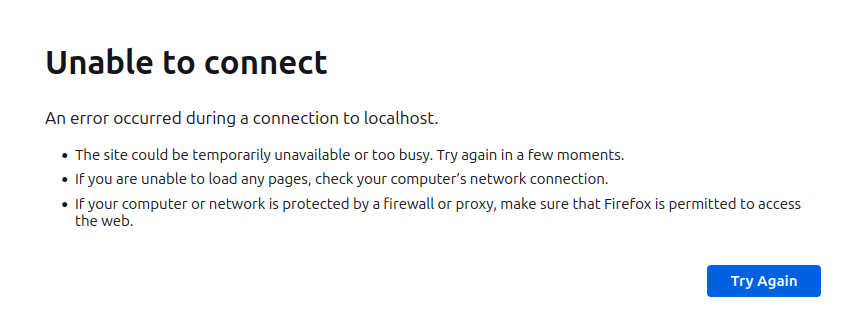 Unable to connect
An error occurred during a connection to localhost.
• The site could be temporarily unavailable or too busy. Try again in a few moments.
• If you are unable to load any pages, check your computer’s network connection.
• If your computer or network is protected by a firewall or proxy, make sure that Firefox is permitted to access
the web.
Try Again